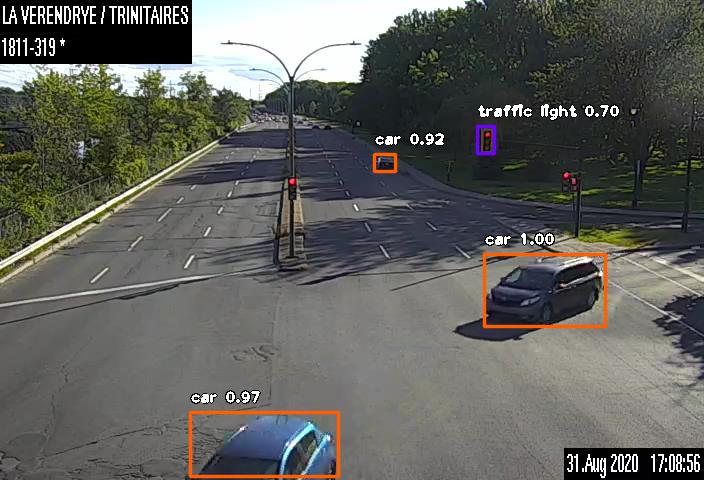 LA VERENDRYE / TRINITAIRES
1811-319 *
traffic light 0.70
car 0.92
car 1.00
car 0.97
31.Aug 2020 17:08:56